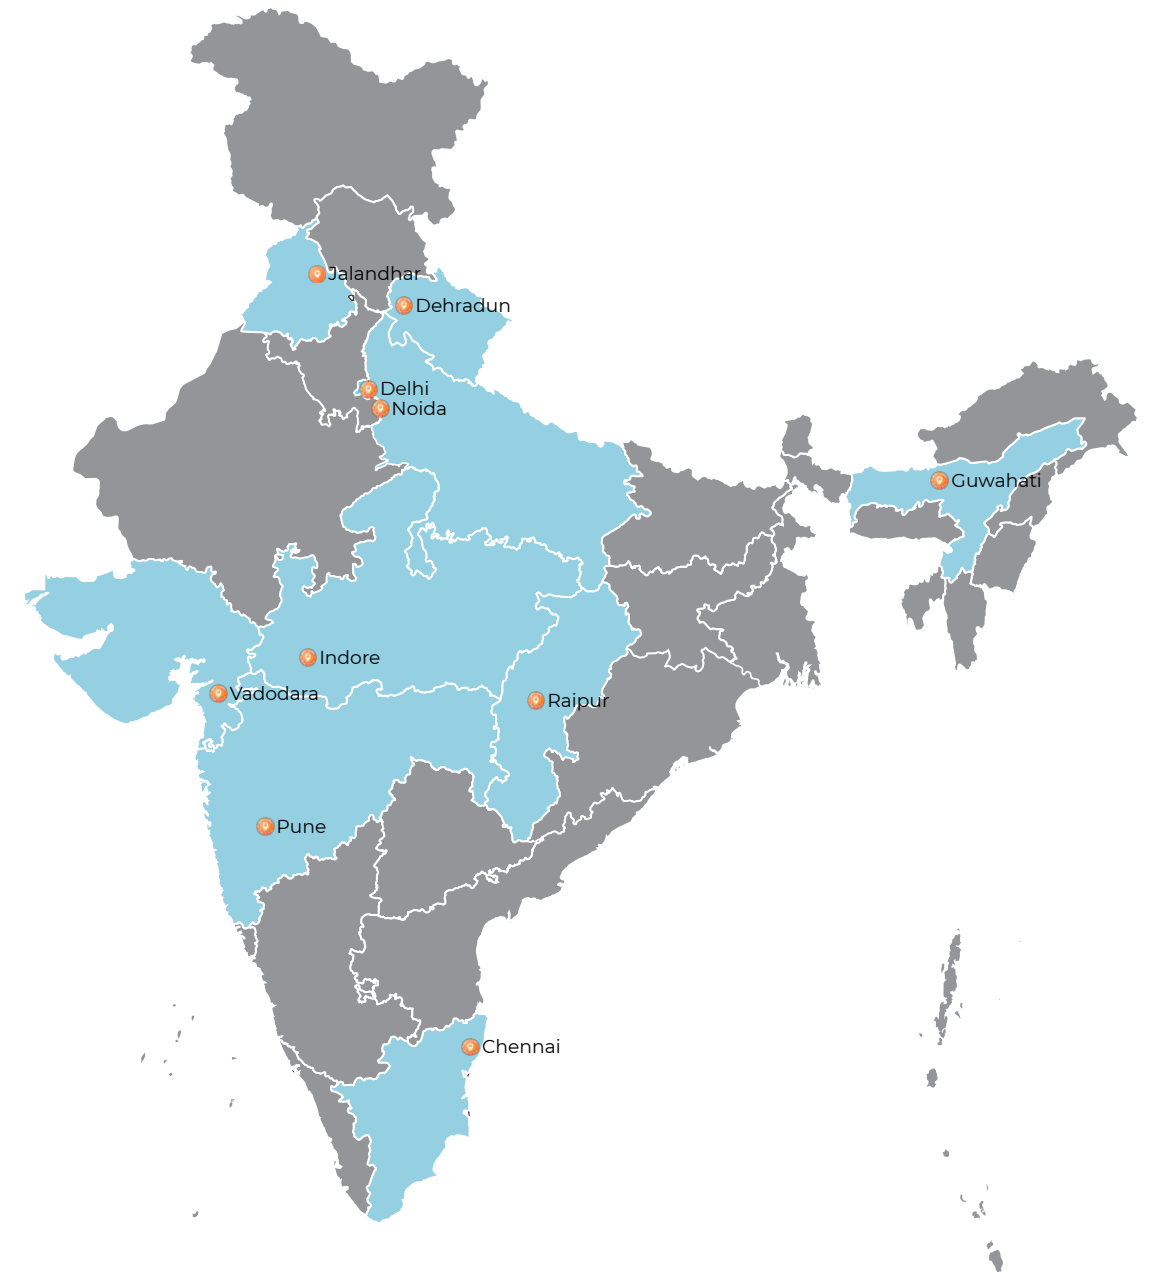 Jalandhar
Dehradun
Delhi
Noida
Guwahati
Indore
Vadodara
Raipur
Pune
Chennai